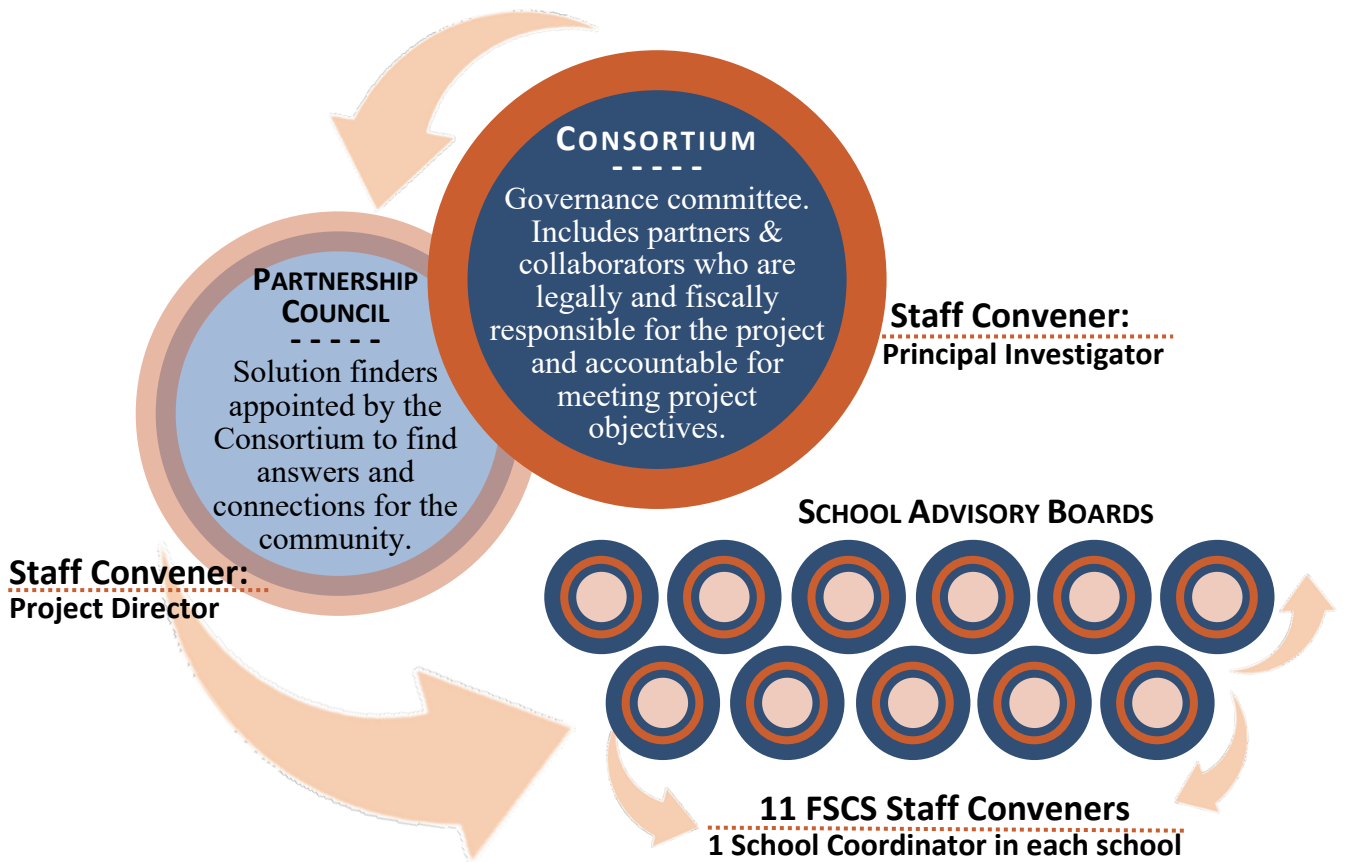 CONSORTIUM
- - - - -
Governance committee.
Includes partners &
collaborators who are
legally and fiscally
responsible for the project
and accountable for
meeting project
objectives.
PARTNERSHIP
COUNCIL
- - - - -
Solution finders
appointed by the
Consortium to find
answers and
connections for the
community.
Staff Convener:
Principal Investigator
Staff Convener:
Project Director
SCHOOL ADVISORY BOARDS
11 FSCS Staff Conveners
1 School Coordinator in each school